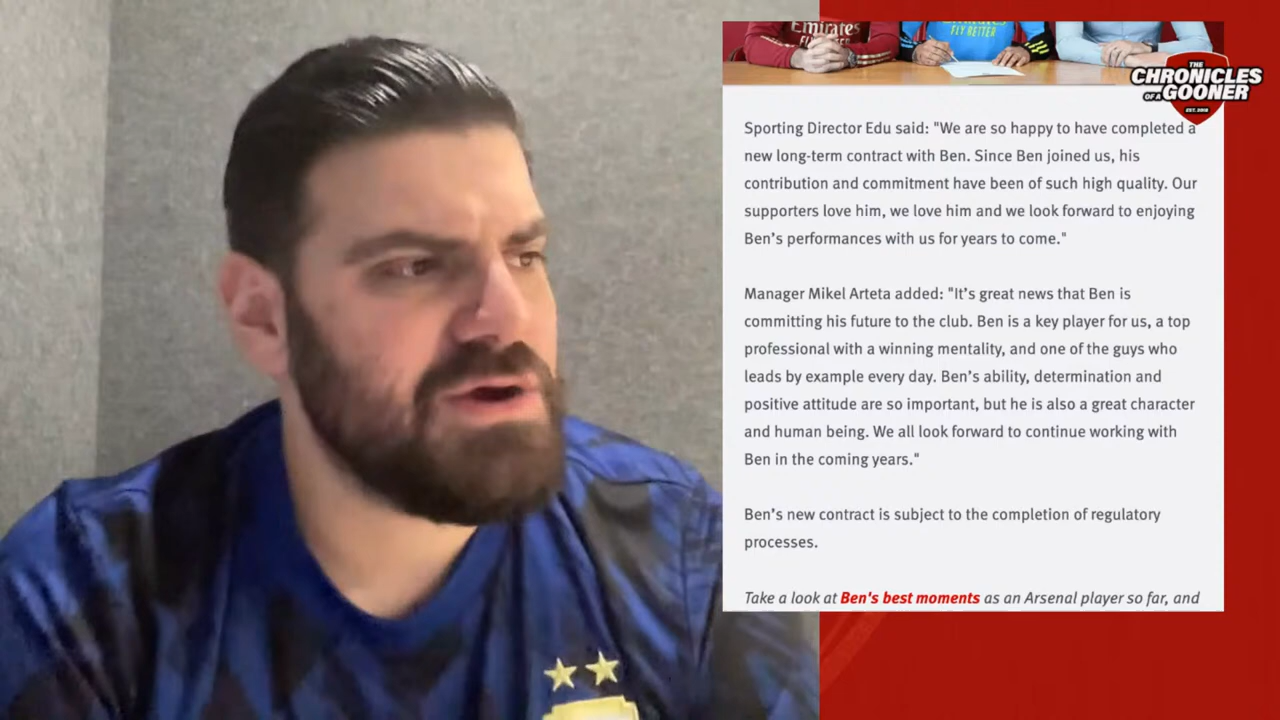 Emirates
FLY BETTER
THE
CHRONICLES
OF A GOONER
EST. 2018
Sporting Director Edu said: "We are so happy to have completed a
new long-term contract with Ben. Since Ben joined us, his
contribution and commitment have been of such high quality. Our
supporters love him, we love him and we look forward to enjoying
Ben’s performances with us for years to come."
Manager Mikel Arteta added: "It’s great news that Ben is
committing his future to the club. Ben is a key player for us, a top
professional with a winning mentality, and one of the guys who
leads by example every day. Ben’s ability, determination and
positive attitude are so important, but he is also a great character
and human being. We all look forward to continue working with
Ben in the coming years."
Ben’s new contract is subject to the completion of regulatory
processes.
Take a look at Ben's best moments as an Arsenal player so far, and